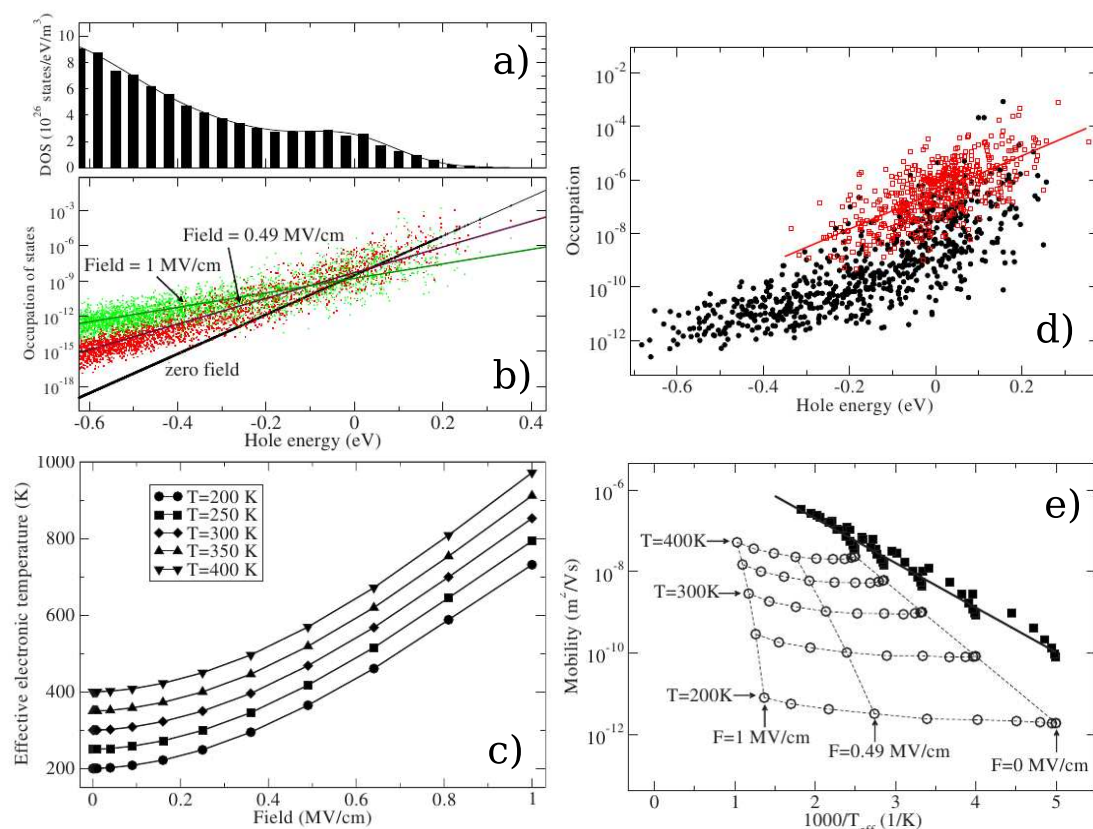 a)
DOS (10^26 states/eV/m^3)
10
8
6
4
2
0
b)
Occupation of states
10^-3
10^-6
10^-9
10^-12
10^-15
10^-18
Field = 0.49 MV/cm
Field = 1 MV/cm
zero field
-0.6 -0.4 -0.2 0 0.2 0.4
Hole energy (eV)
c)
Effective electronic temperature (K)
1000
800
600
400
200
T=200 K
T=250 K
T=300 K
T=350 K
T=400 K
0 0.2 0.4 0.6 0.8 1
Field (MV/cm)
d)
Occupation
10^-2
10^-4
10^-6
10^-8
10^-10
10^-12
-0.6 -0.4 -0.2 0 0.2
Hole energy (eV)
e)
Mobility (m^2/Vs)
10^-6
10^-8
10^-10
10^-12
T=400K
T=300K
T=200K
F=1 MV/cm
F=0.49 MV/cm
F=0 MV/cm
0 1 2 3 4 5
1000/T_eff (1/K)